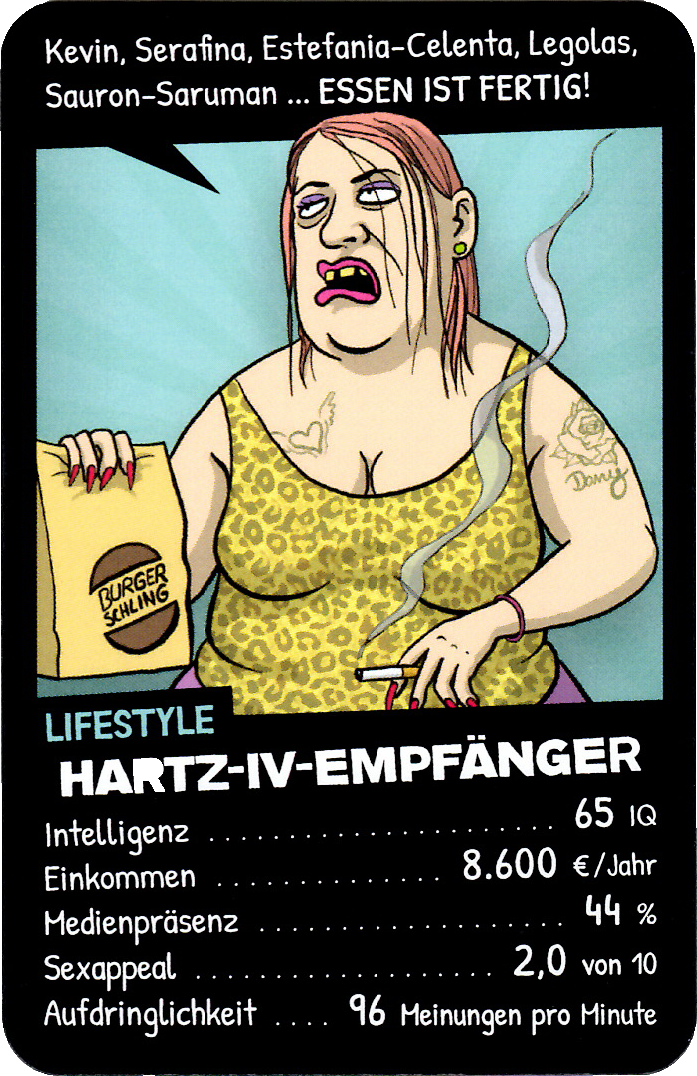 Kevin, Serafina, Estefania-Celenta, Legolas,
Sauron-Saruman ... ESSEN IST FERTIG!
Dany
BURGER
SCHLING
LIFESTYLE
HARTZ-IV-EMPFÄNGER
Intelligenz ........................ 65 IQ
Einkommen ............... 8.600 €/Jahr
Medienpräsenz .................... 44 %
Sexappeal .................... 2,0 von 10
Aufdringlichkeit .... 96 Meinungen pro Minute